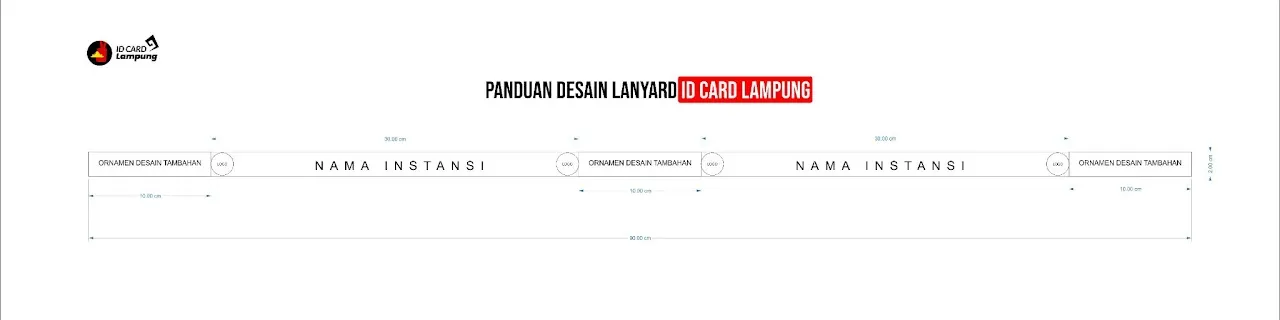 ID CARD
Lampung
PANDUAN DESAIN LANYARD ID CARD LAMPUNG
30.00 cm
30.00 cm
ORNAMEN DESAIN TAMBAHAN
LOGO
NAMA INSTANSI
LOGO
ORNAMEN DESAIN TAMBAHAN
LOGO
NAMA INSTANSI
LOGO
ORNAMEN DESAIN TAMBAHAN
2.00 cm
10.00 cm
10.00 cm
10.00 cm
90.00 cm